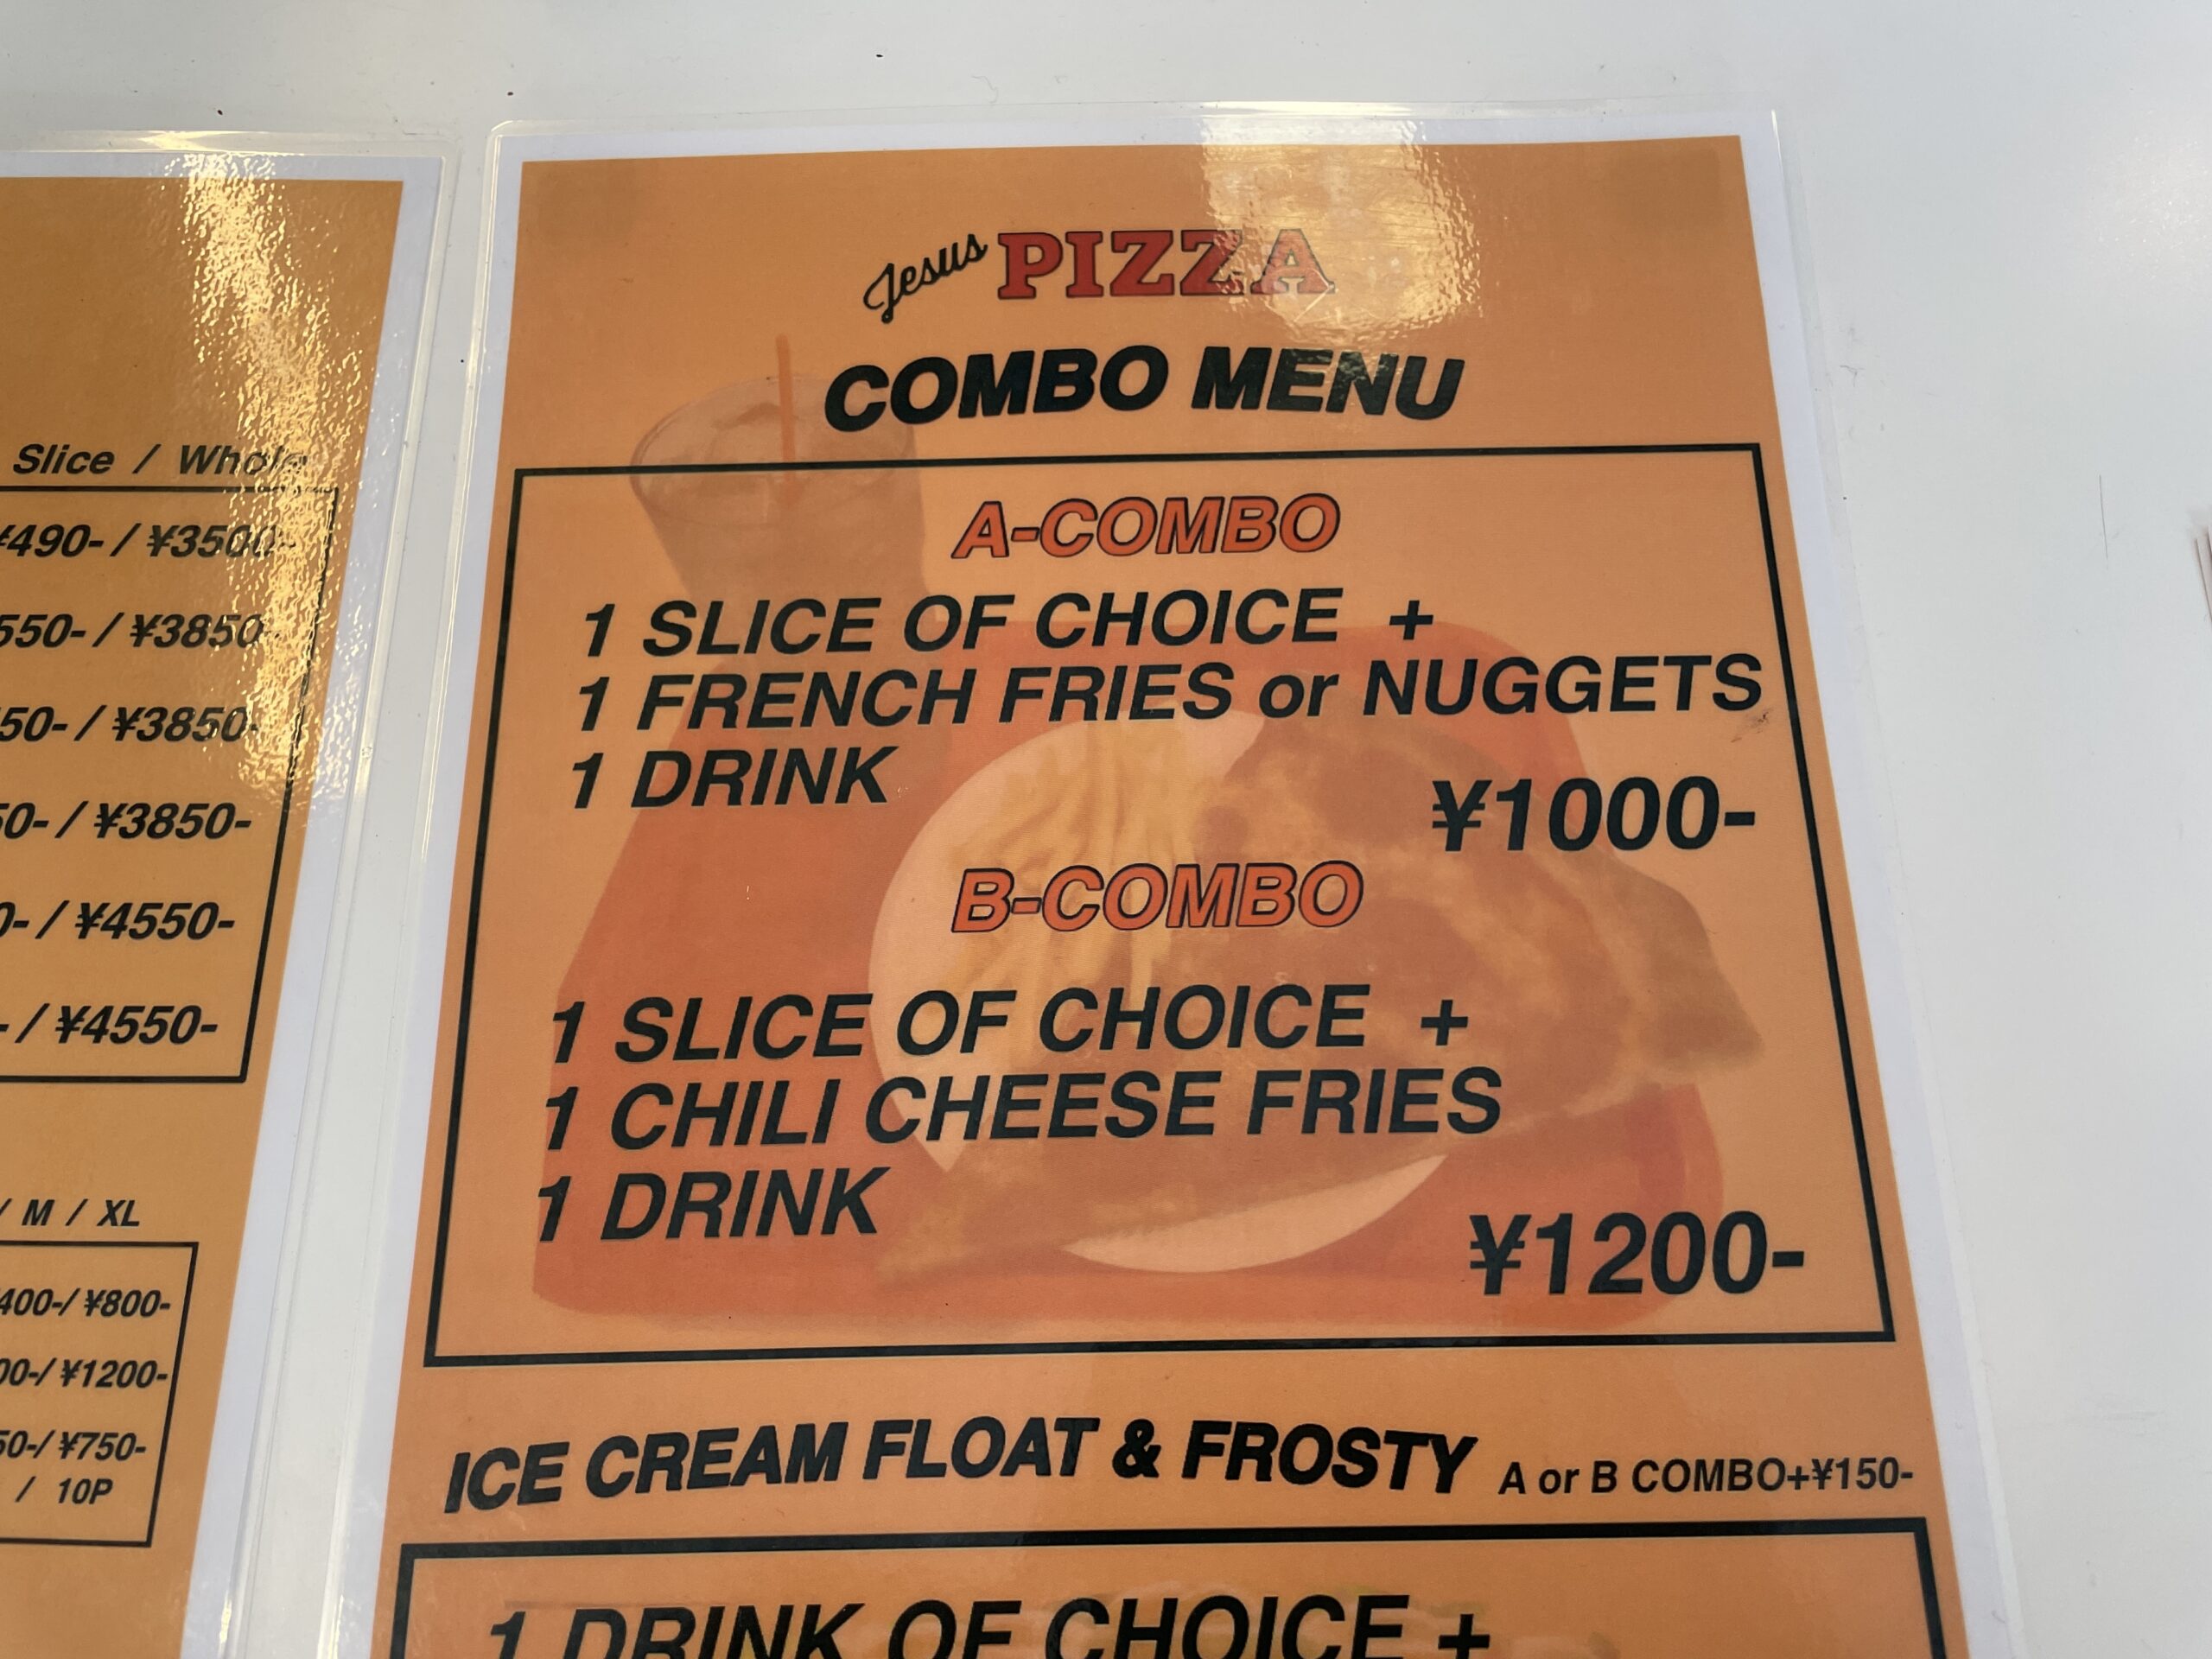 Slice / Whole
¥490- / ¥3500-
550- / ¥3850-
50- / ¥3850-
50- / ¥3850-
0- / ¥4550-
- / ¥4550-
/ M / XL
400-/ ¥800-
00-/ ¥1200-
50-/ ¥750-
/ 10P
Jesus PIZZA
COMBO MENU
A-COMBO
1 SLICE OF CHOICE +
1 FRENCH FRIES or NUGGETS
1 DRINK
¥1000-
B-COMBO
1 SLICE OF CHOICE +
1 CHILI CHEESE FRIES
1 DRINK
¥1200-
ICE CREAM FLOAT & FROSTY A or B COMBO+¥150-
1 DRINK OF CHOICE +